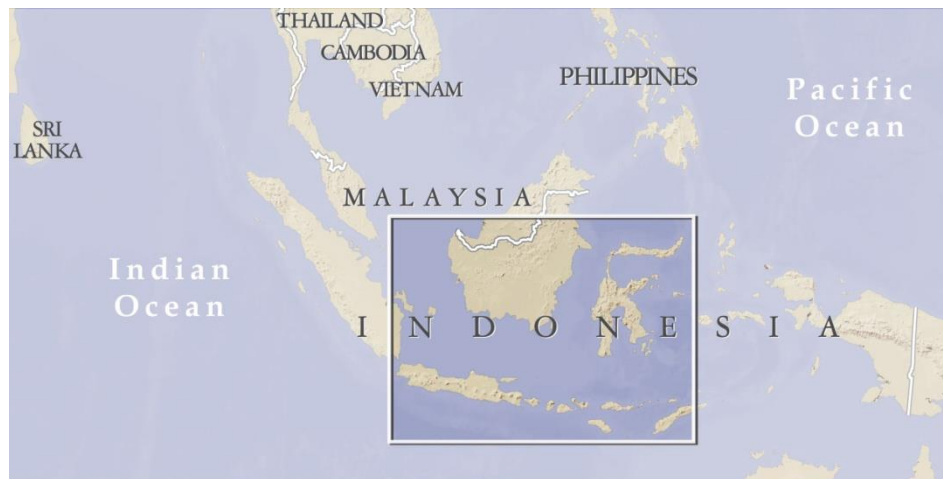 THAILAND
CAMBODIA
VIETNAM
PHILIPPINES
Pacific
Ocean
SRI
LANKA
MALAYSIA
Indian
Ocean
INDONESIA